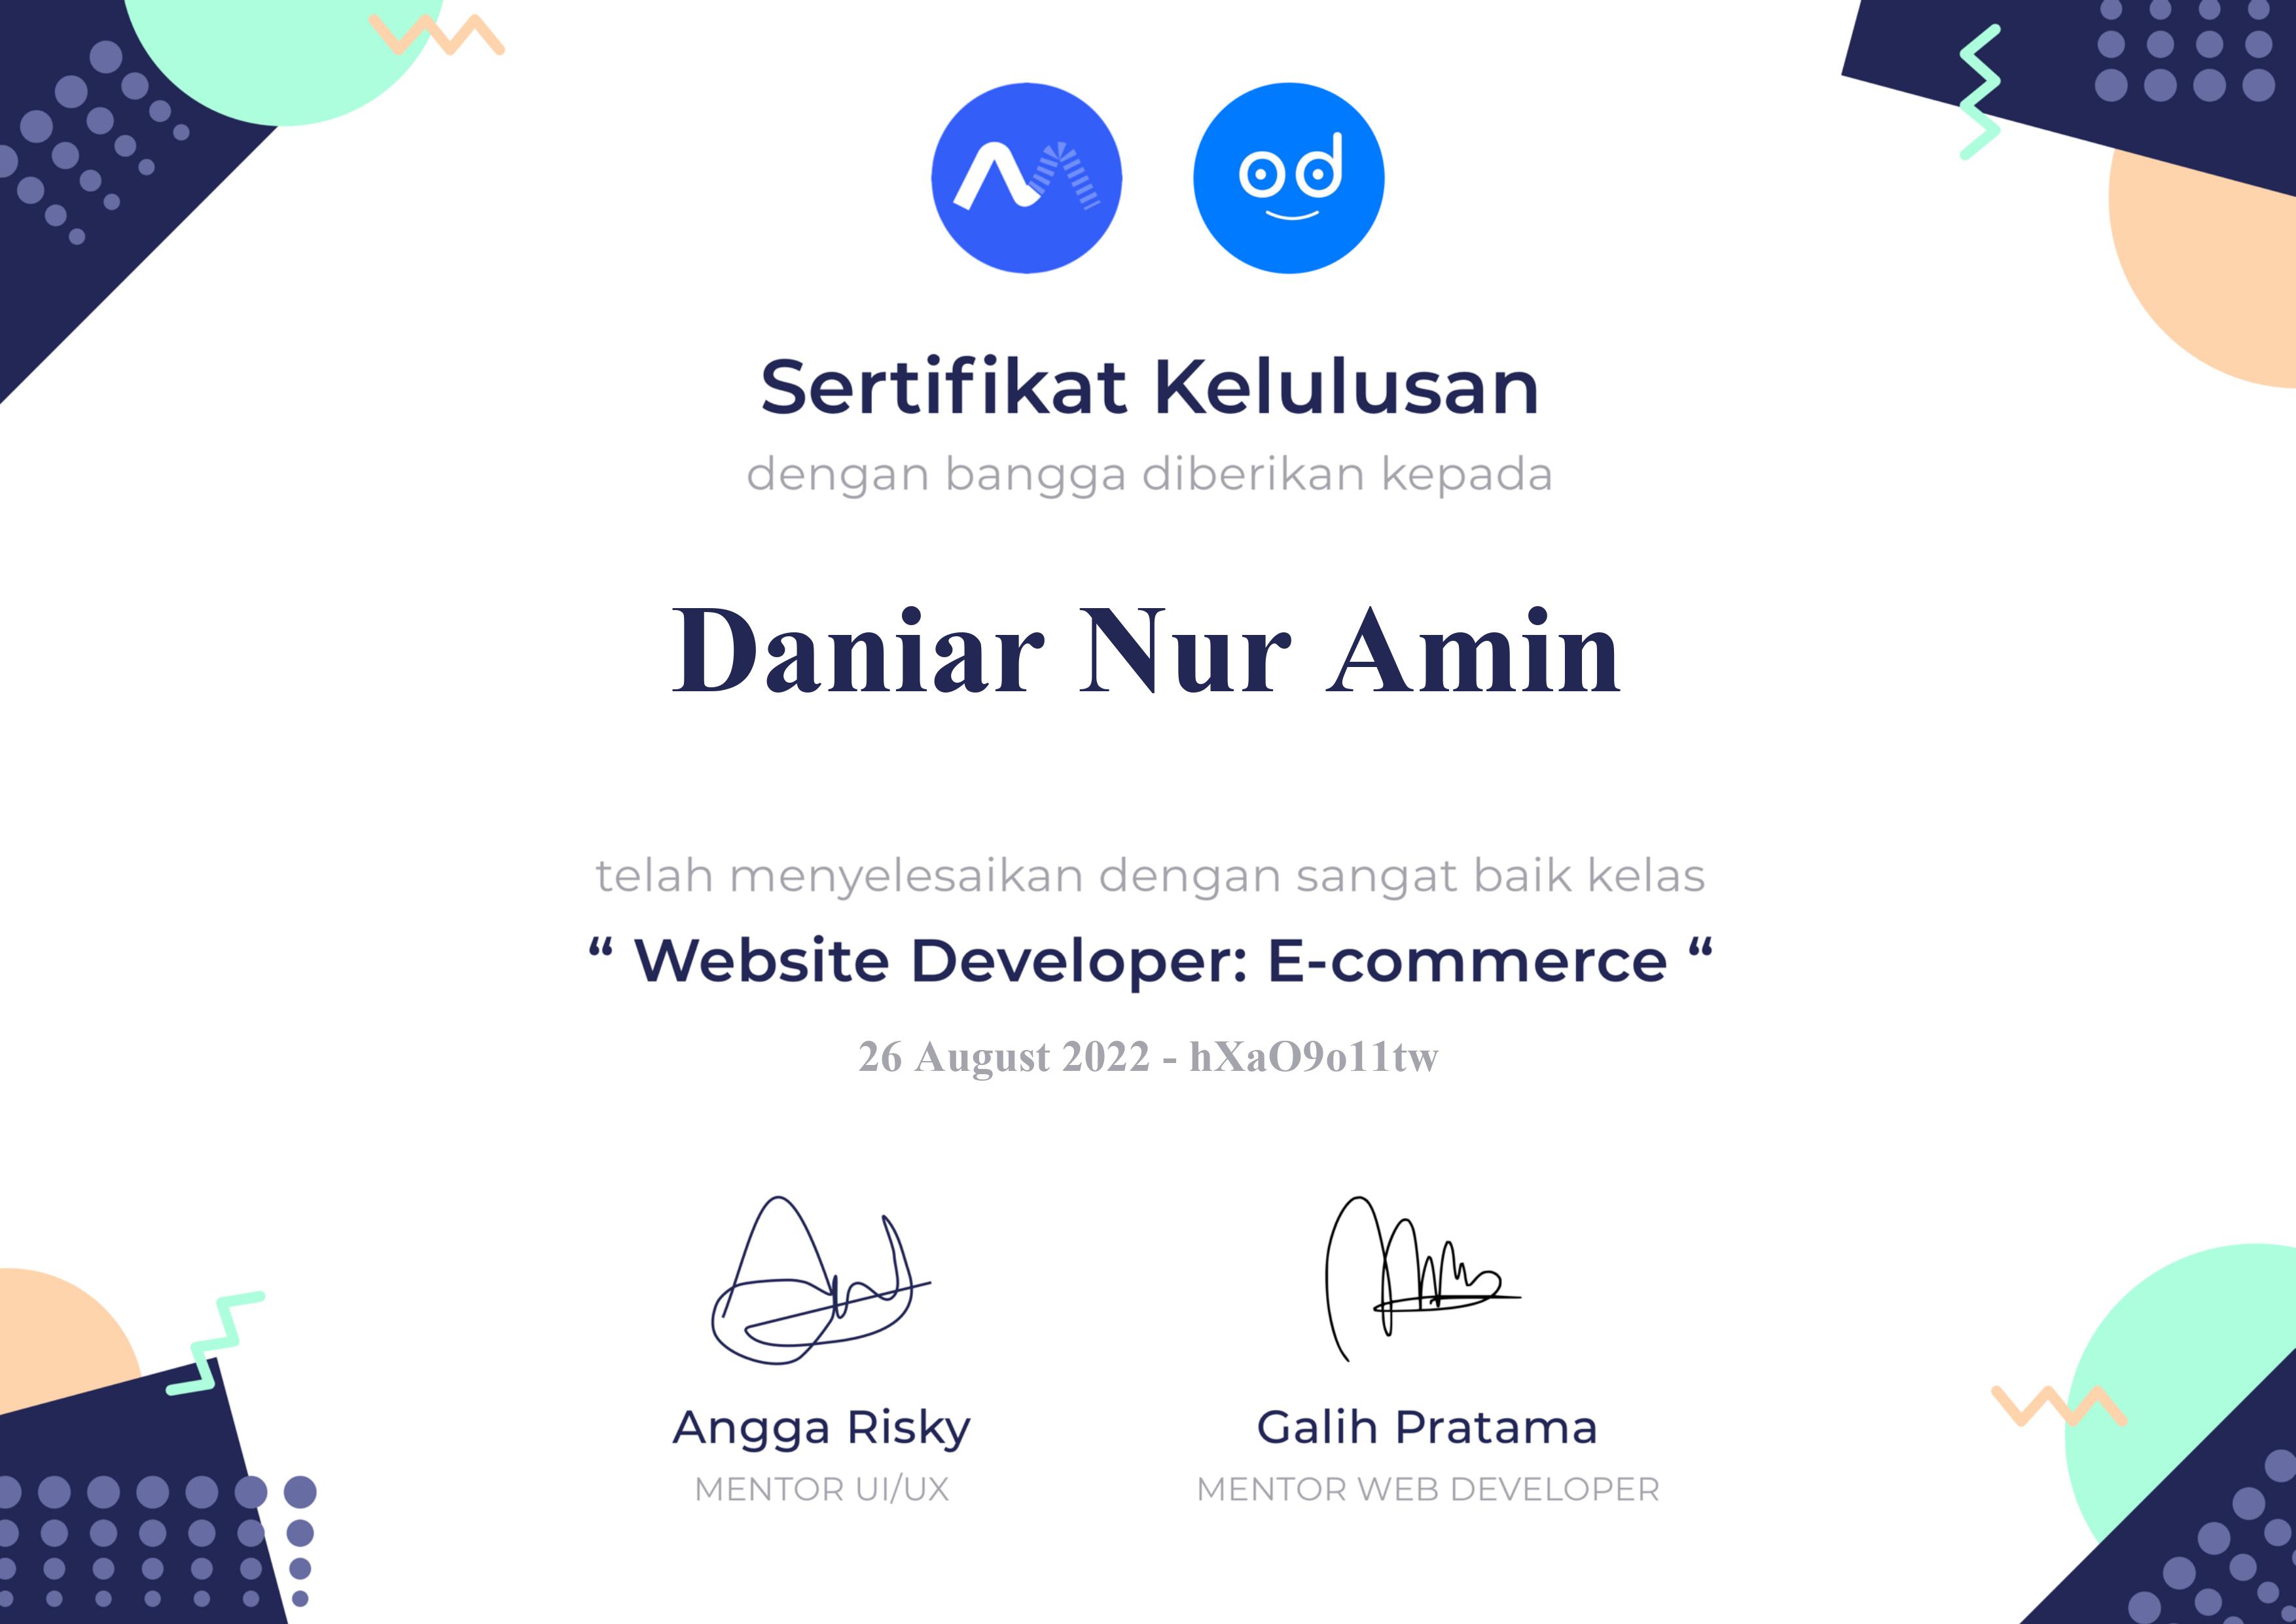 Sertifikat Kelulusan
dengan bangga diberikan kepada
Daniar Nur Amin
telah menyelesaikan dengan sangat baik kelas
“ Website Developer: E-commerce “
26 August 2022 - hXaO9o11tw
Angga Risky
MENTOR UI/UX
Galih Pratama
MENTOR WEB DEVELOPER